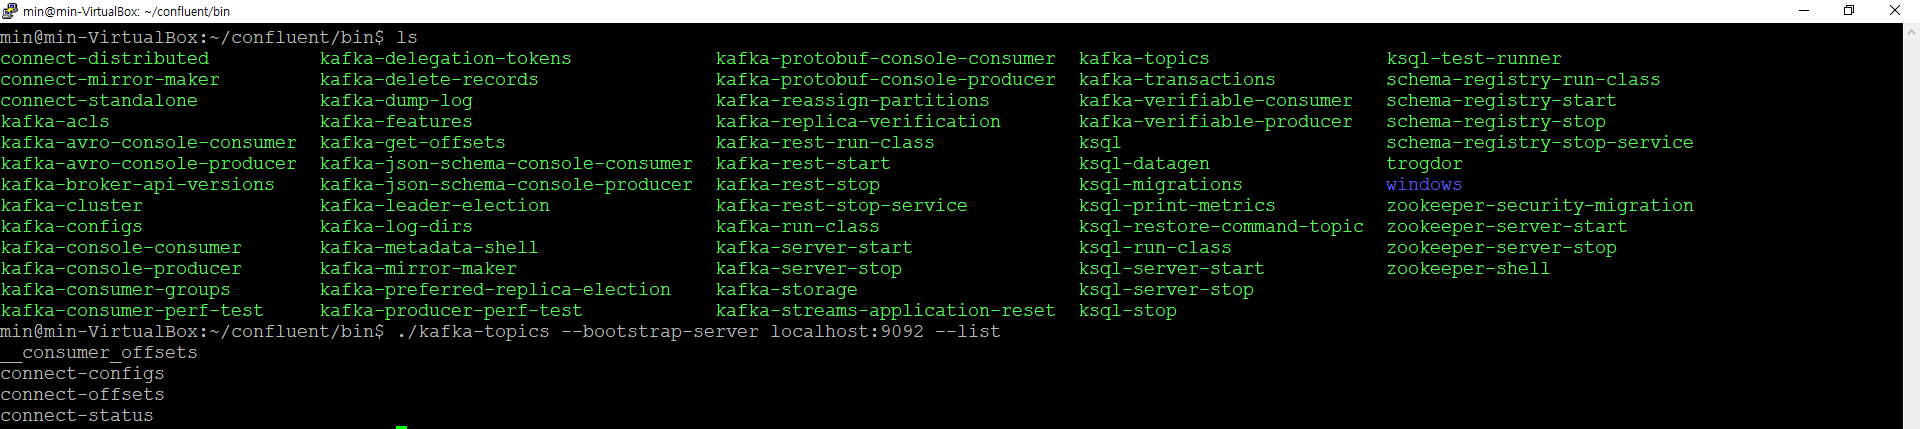 min@min-VirtualBox: ~/confluent/bin
min@min-VirtualBox:~/confluent/bin$ ls
connect-distributed kafka-delegation-tokens kafka-protobuf-console-consumer kafka-topics ksql-test-runner
connect-mirror-maker kafka-delete-records kafka-protobuf-console-producer kafka-transactions schema-registry-run-class
connect-standalone kafka-dump-log kafka-reassign-partitions kafka-verifiable-consumer schema-registry-start
kafka-acls kafka-features kafka-replica-verification kafka-verifiable-producer schema-registry-stop
kafka-avro-console-consumer kafka-get-offsets kafka-rest-run-class ksql schema-registry-stop-service
kafka-avro-console-producer kafka-json-schema-console-consumer kafka-rest-start ksql-datagen trogdor
kafka-broker-api-versions kafka-json-schema-console-producer kafka-rest-stop ksql-migrations windows
kafka-cluster kafka-leader-election kafka-rest-stop-service ksql-print-metrics zookeeper-security-migration
kafka-configs kafka-log-dirs kafka-run-class ksql-restore-command-topic zookeeper-server-start
kafka-console-consumer kafka-metadata-shell kafka-server-start ksql-run-class zookeeper-server-stop
kafka-console-producer kafka-mirror-maker kafka-server-stop ksql-server-start zookeeper-shell
kafka-consumer-groups kafka-preferred-replica-election kafka-storage ksql-server-stop
kafka-consumer-perf-test kafka-producer-perf-test kafka-streams-application-reset ksql-stop
min@min-VirtualBox:~/confluent/bin$ ./kafka-topics --bootstrap-server localhost:9092 --list
__consumer_offsets
connect-configs
connect-offsets
connect-status